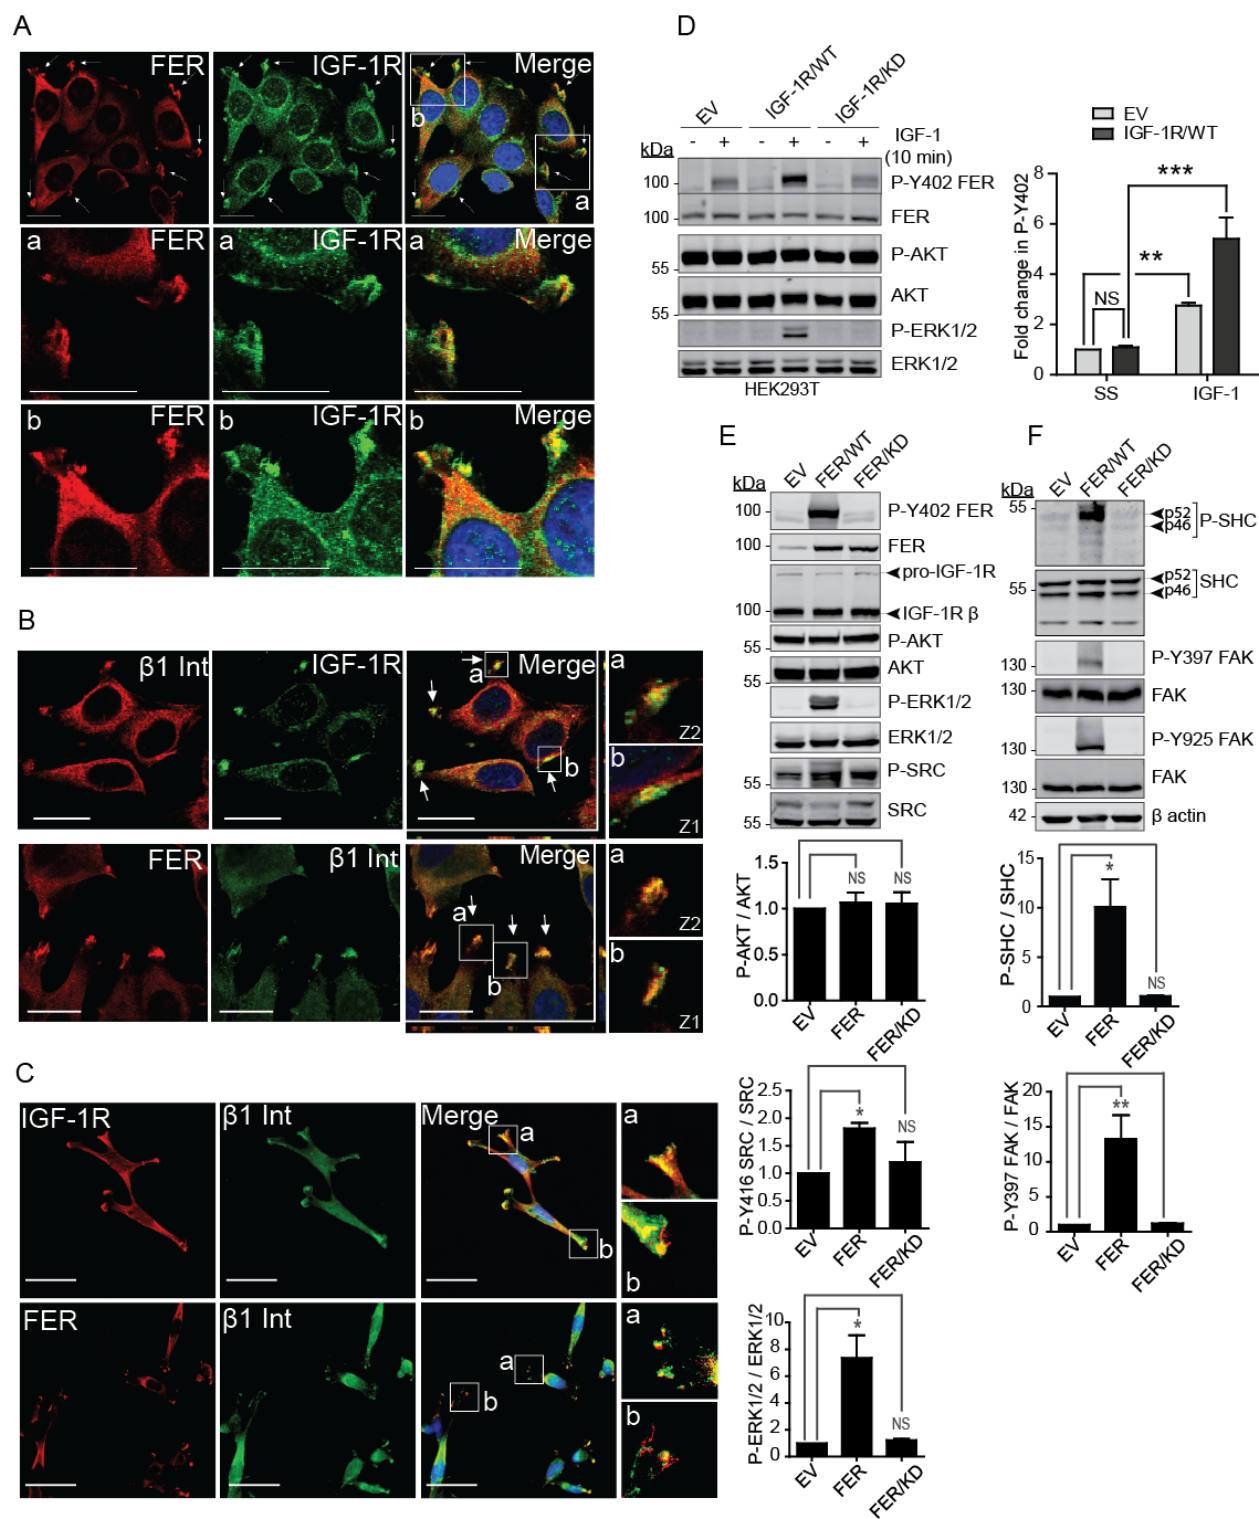 A
FER
IGF-1R
Merge
b
a
a
FER
a
IGF-1R
a
Merge
b
FER
b
IGF-1R
b
Merge
B
β1 Int
IGF-1R
Merge
a
b
a
Z2
b
Z1
FER
β1 Int
Merge
a
b
a
Z2
b
Z1
C
IGF-1R
β1 Int
Merge
a
b
a
b
FER
β1 Int
a
b
a
b
D
EV
IGF-1R/WT
IGF-1R/KD
- + - + - + IGF-1
(10 min)
kDa
100 P-Y402 FER
100 FER
P-AKT
55
AKT
55
P-ERK1/2
ERK1/2
HEK293T
EV
IGF-1R/WT
Fold change in P-Y402
8
6
4
2
0
NS
**
***
SS
IGF-1
E
EV
FER/WT
FER/KD
kDa
100 P-Y402 FER
100 FER
pro-IGF-1R
100 IGF-1R β
55 P-AKT
AKT
55
P-ERK1/2
ERK1/2
P-SRC
55
SRC
55
P-AKT / AKT
1.5
1.0
0.5
0.0
NS
NS
EV
FER
FER/KD
P-Y416 SRC / SRC
2.5
2.0
1.5
1.0
0.5
0.0
*
NS
EV
FER
FER/KD
P-ERK1/2 / ERK1/2
10
8
6
4
2
0
*
NS
EV
FER
FER/KD
F
EV
FER/WT
FER/KD
kDa
55
p52
p46
P-SHC
55
p52
p46
SHC
130 P-Y397 FAK
130 FAK
P-Y925 FAK
130
FAK
130
42 β actin
P-SHC / SHC
15
10
5
0
*
NS
EV
FER
FER/KD
P-Y397 FAK / FAK
20
15
10
5
0
**
EV
FER
FER/KD